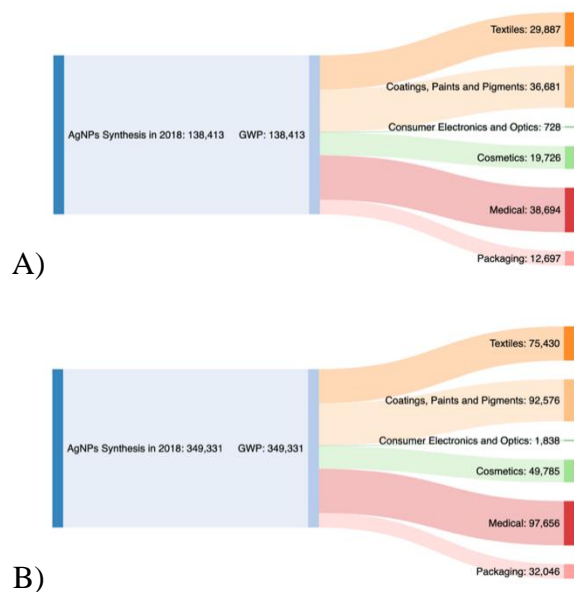 Textiles: 29,887
Coatings, Paints and Pigments: 36,681
Consumer Electronics and Optics: 728
AgNPs Synthesis in 2018: 138,413 GWP: 138,413
Cosmetics: 19,726
Medical: 38,694
Packaging: 12,697
A)
Textiles: 75,430
Coatings, Paints and Pigments: 92,576
Consumer Electronics and Optics: 1,838
AgNPs Synthesis in 2018: 349,331 GWP: 349,331
Cosmetics: 49,785
Medical: 97,656
Packaging: 32,046
B)